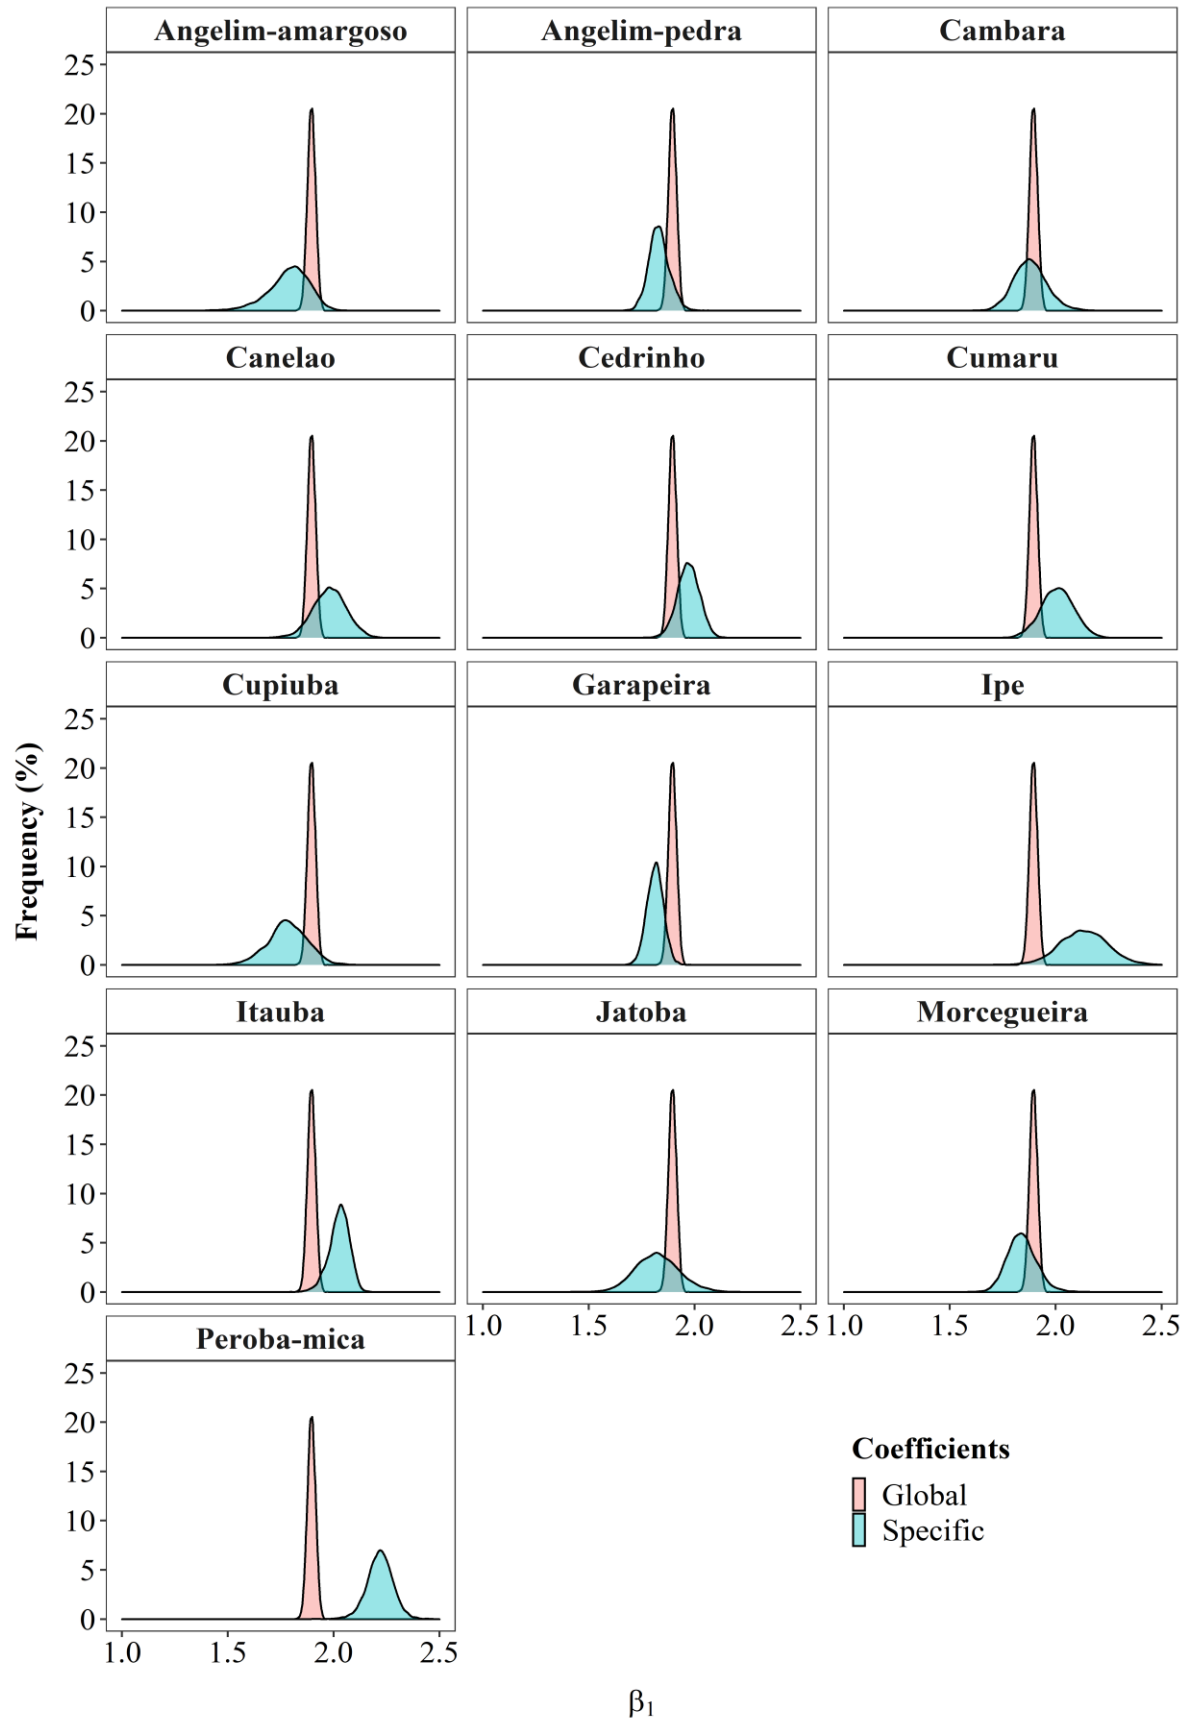 Angelim-amargoso Angelim-pedra Cambara
25
20
15
10
5
0
Canelao Cedrinho Cumaru
25
20
15
10
5
0
Cupiuba Garapeira Ipe
25
20
15
10
5
0
Frequency (%)
Itauba Jatoba Morcegueira
25
20
15
10
5
0
1.0 1.5 2.0 2.5 1.0 1.5 2.0 2.5
Peroba-mica
25
20
15
10
5
0
1.0 1.5 2.0 2.5
Coefficients
Global
Specific
β₁